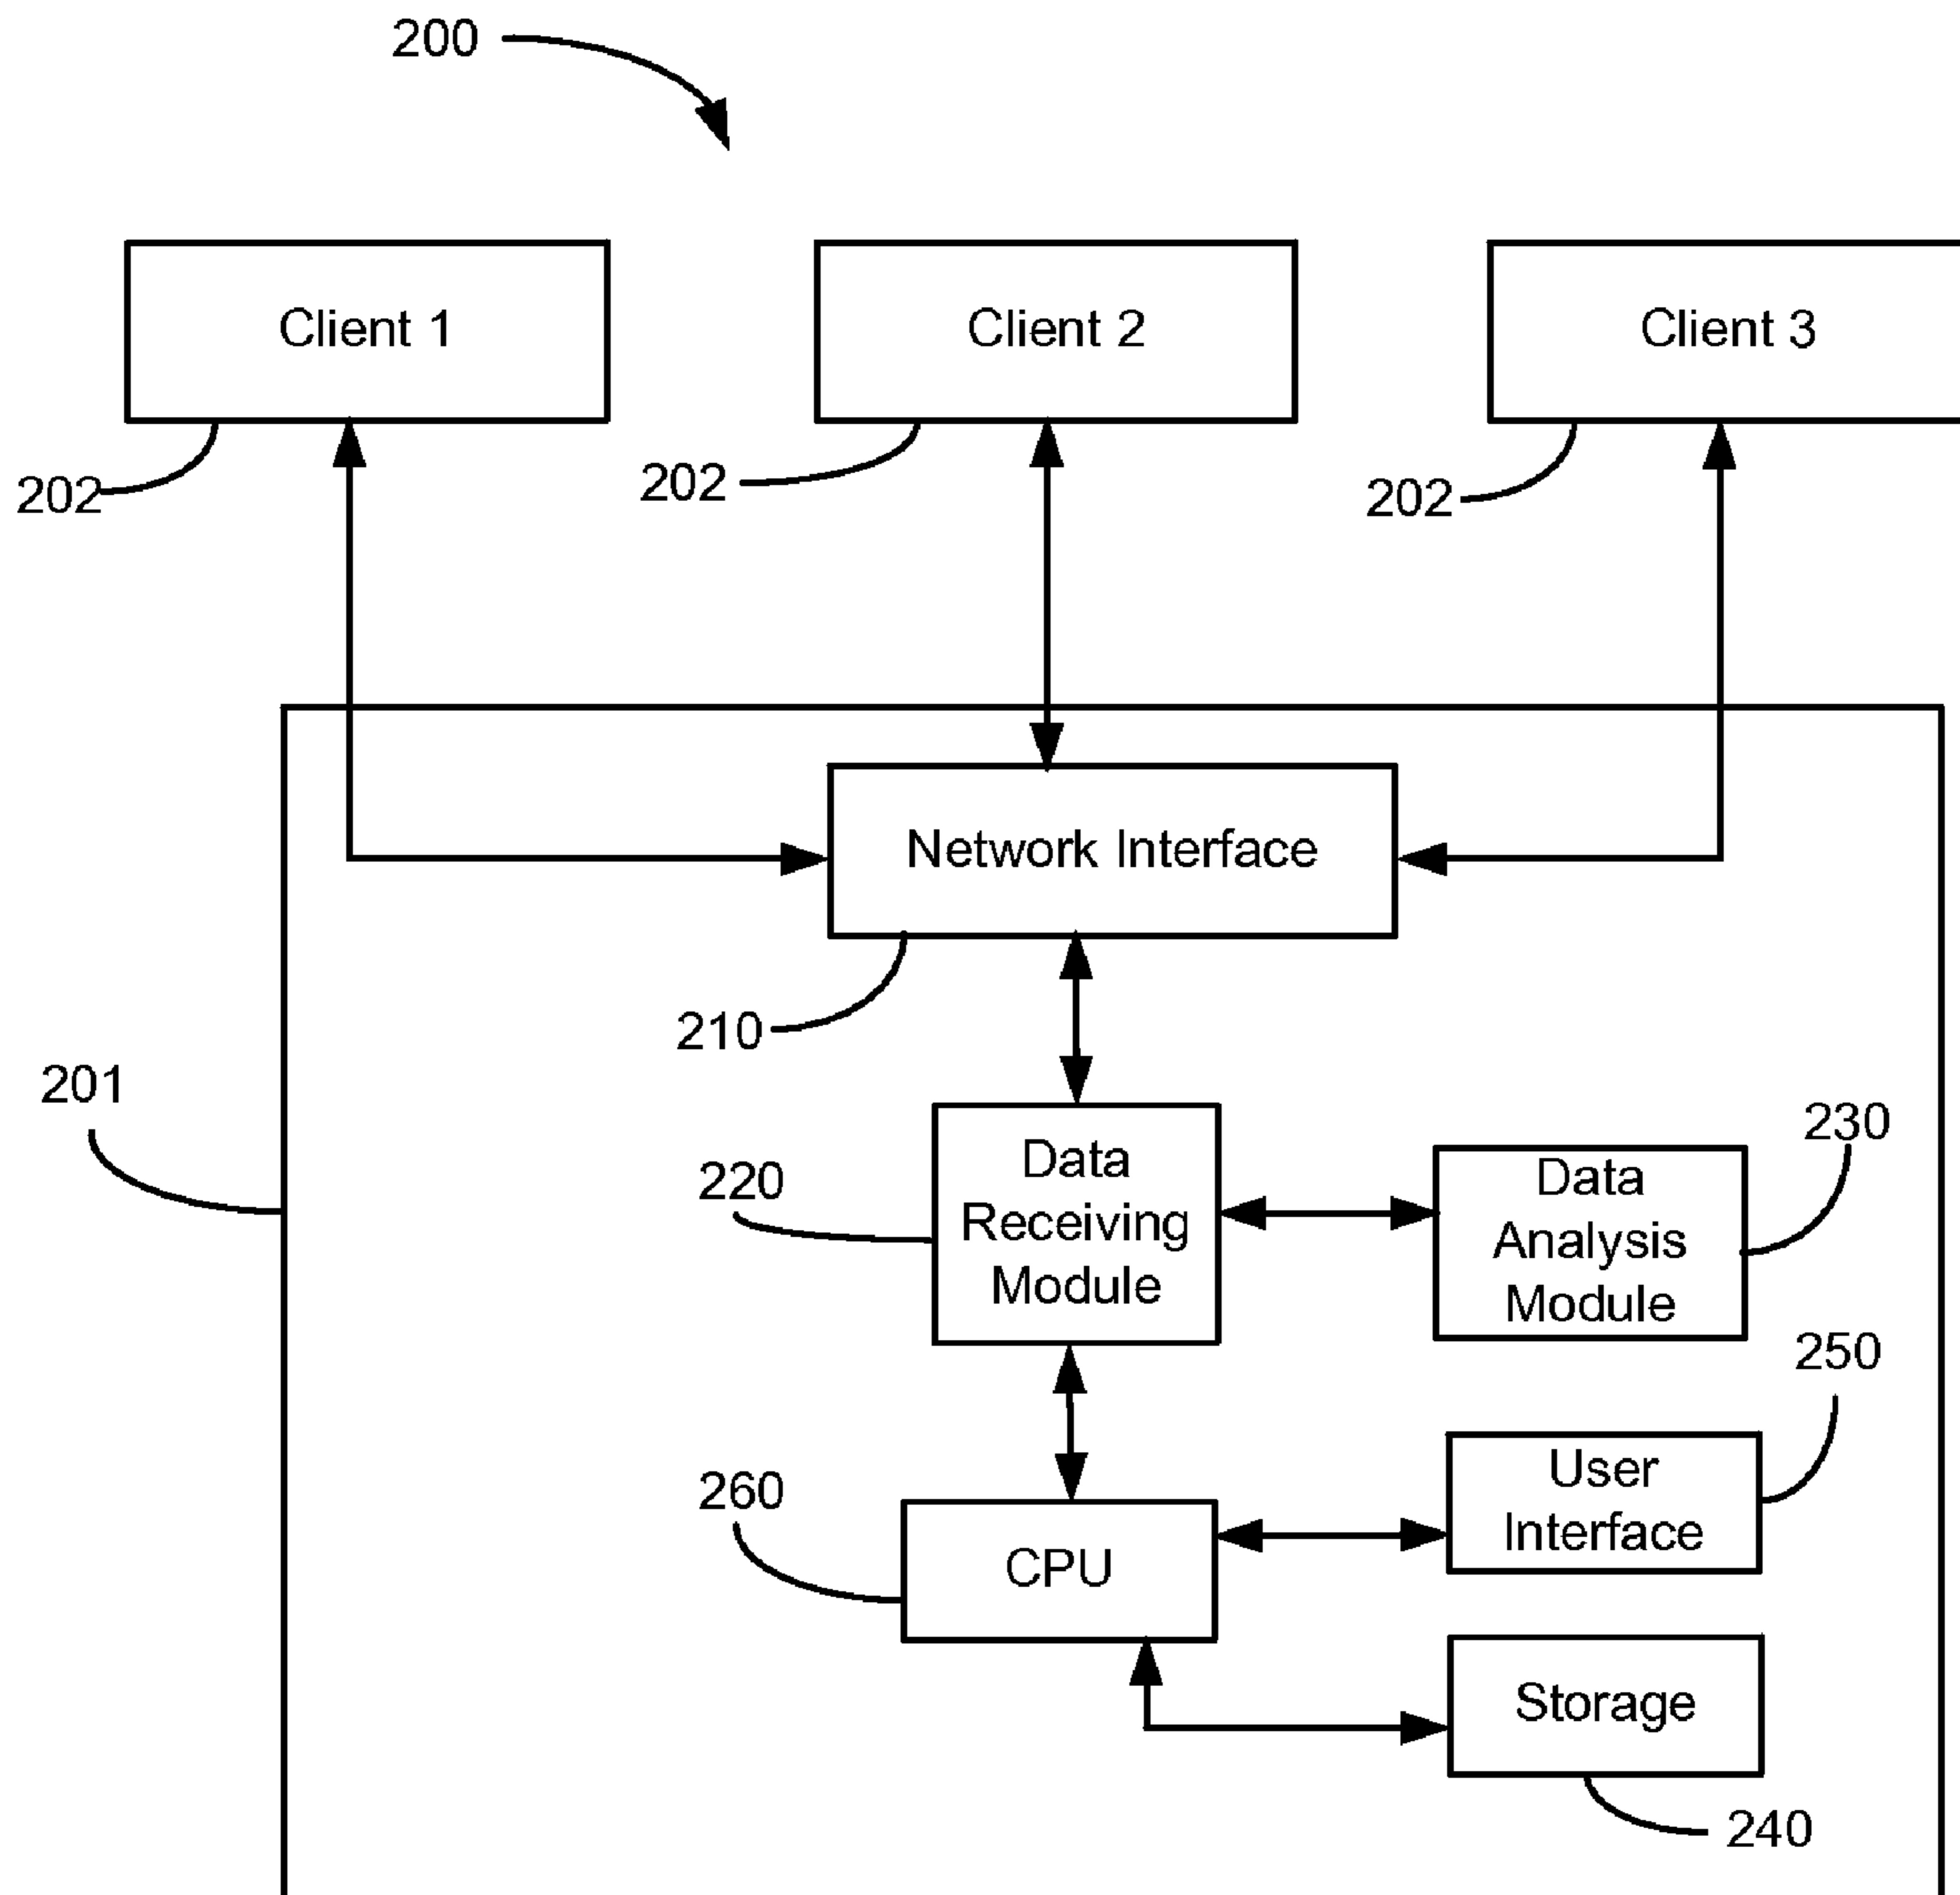 200
Client 1
Client 2
Client 3
202
202
202
Network Interface
210
201
Data
Receiving
Module
220
Data
Analysis
Module
230
250
User
Interface
260
CPU
Storage
240